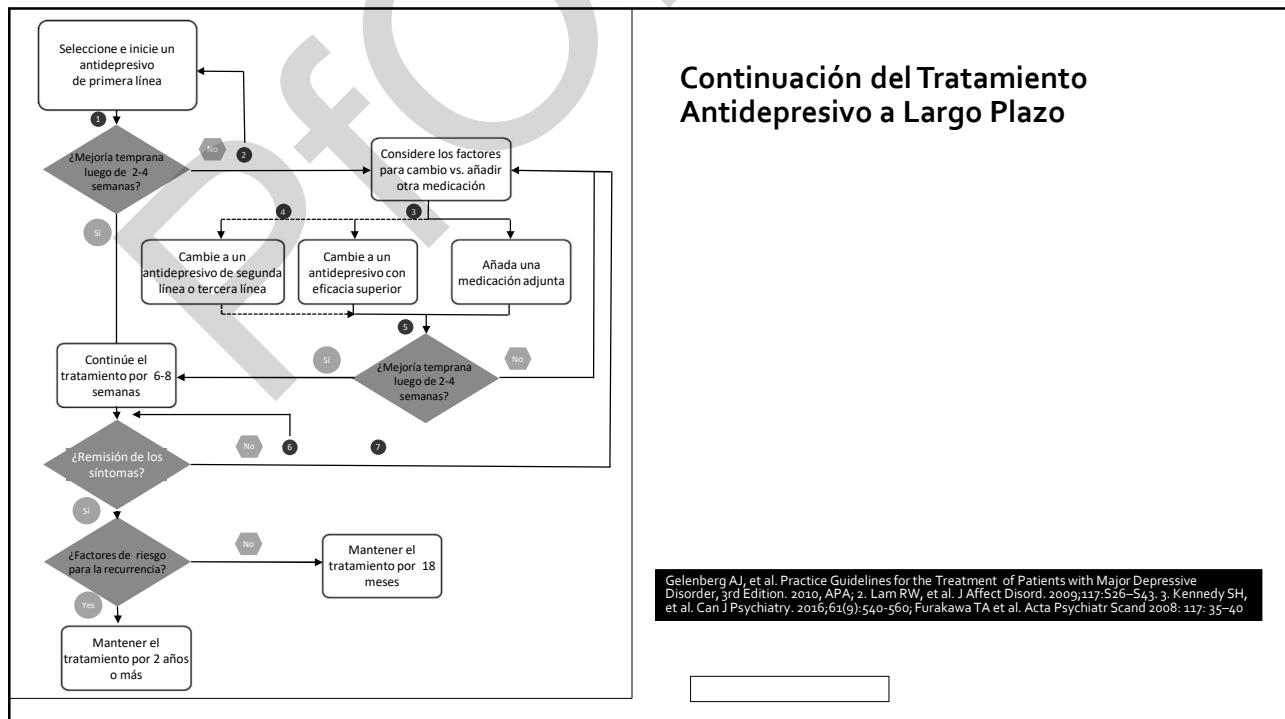 Seleccione e inicie un
antidepresivo
de primera línea
1
¿Mejoría temprana
luego de 2-4
semanas?
No
2
Considere los factores
para cambio vs. añadir
otra medicación
Sí
4
3
Cambie a un
antidepresivo de segunda
línea o tercera línea
Cambie a un
antidepresivo con
eficacia superior
Añada una
medicación adjunta
5
Continúe el
tratamiento por 6-8
semanas
Sí
¿Mejoría temprana
luego de 2-4
semanas?
No
¿Remisión de los
síntomas?
No
6
7
Sí
¿Factores de riesgo
para la recurrencia?
No
Mantener el
tratamiento por 18
meses
Yes
Mantener el
tratamiento por 2 años
o más
Continuación del Tratamiento
Antidepresivo a Largo Plazo
Gelenberg AJ, et al. Practice Guidelines for the Treatment of Patients with Major Depressive
Disorder, 3rd Edition. 2010, APA; 2. Lam RW, et al. J Affect Disord. 2009;117:S26–S43. 3. Kennedy SH,
et al. Can J Psychiatry. 2016;61(9):540-560; Furakawa TA et al. Acta Psychiatr Scand 2008: 117: 35–40